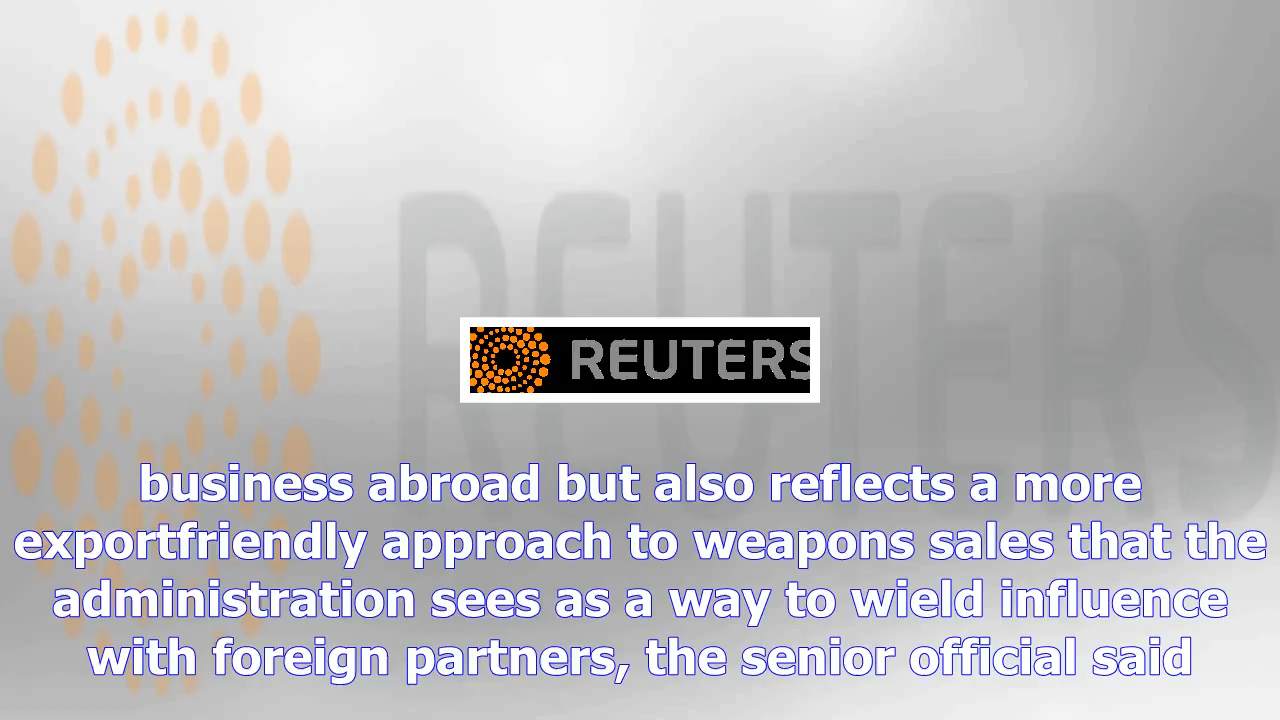 REUTERS
REUTERS
business abroad but also reflects a more
exportfriendly approach to weapons sales that the
administration sees as a way to wield influence
with foreign partners, the senior official said